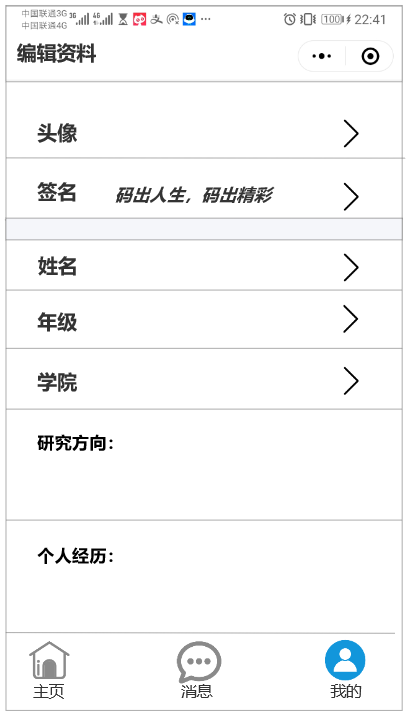 中国联通3G 3G 4G 100 22:41
中国联通4G
编辑资料
头像
签名 码出人生，码出精彩
姓名
年级
学院
研究方向：
个人经历：
主页 消息 我的